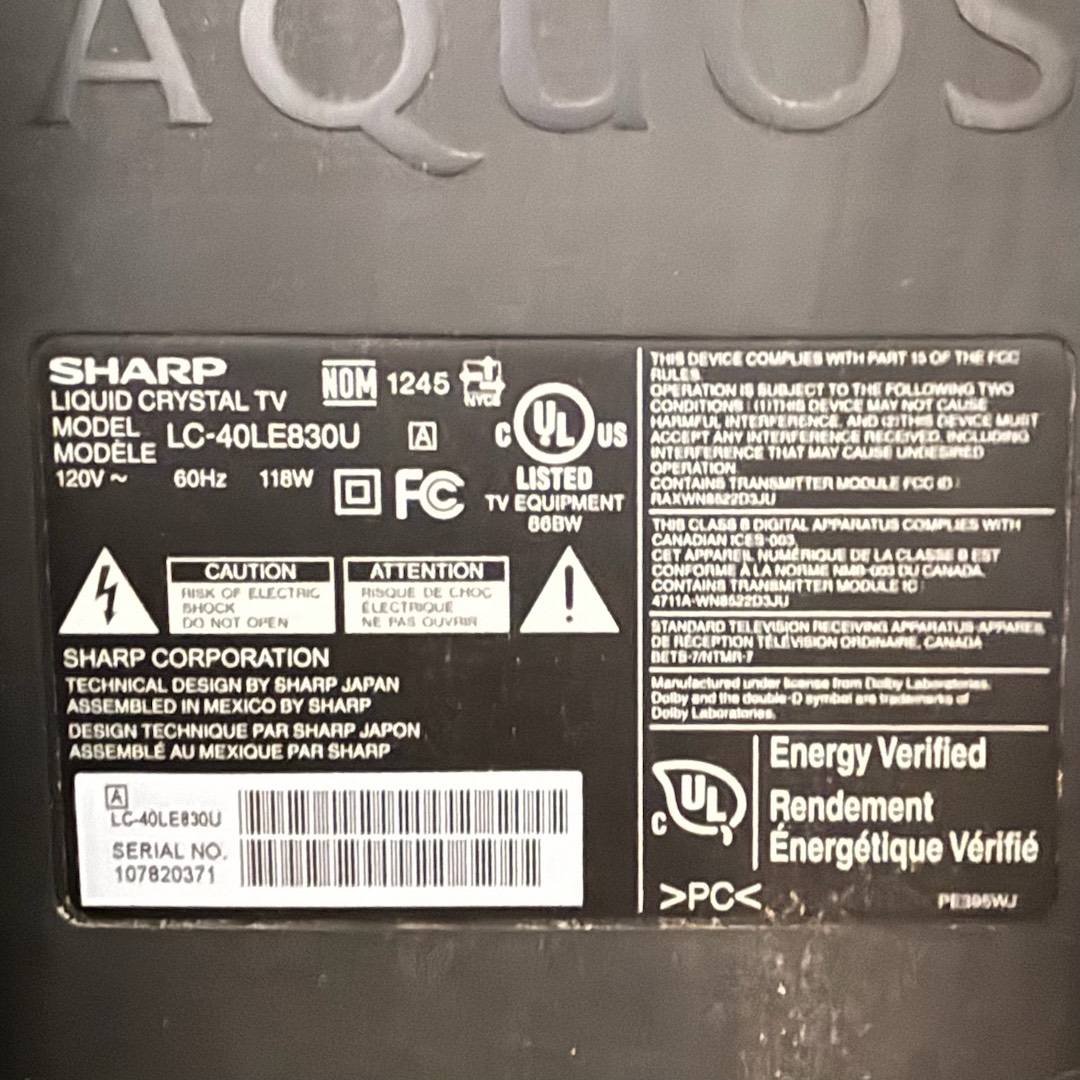 AQUOS
SHARP
LIQUID CRYSTAL TV
MODEL
MODÈLE
LC-40LE830U
A
120V ~ 60Hz 118W
NOM 1245
NYCE
FC
C UL US
LISTED
TV EQUIPMENT
86BW
CAUTION
RISK OF ELECTRIC
SHOCK
DO NOT OPEN
ATTENTION
RISQUE DE CHOC
ÉLECTRIQUE
NE PAS OUVRIR
!
SHARP CORPORATION
TECHNICAL DESIGN BY SHARP JAPAN
ASSEMBLED IN MEXICO BY SHARP
DESIGN TECHNIQUE PAR SHARP JAPON
ASSEMBLÉ AU MEXIQUE PAR SHARP
A
LC-40LE830U
SERIAL NO.
107820371
THIS DEVICE COMPLIES WITH PART 15 OF THE FCC
RULES
OPERATION IS SUBJECT TO THE FOLLOWING TWO
CONDITIONS : (1)THIS DEVICE MAY NOT CAUSE
HARMFUL INTERFERENCE, AND (2)THIS DEVICE MUST
ACCEPT ANY INTERFERENCE RECEIVED, INCLUDING
INTERFERENCE THAT MAY CAUSE UNDESIRED
OPERATION.
CONTAINS TRANSMITTER MODULE FCC ID :
RAXWN8522D3JU
THIS CLASS B DIGITAL APPARATUS COMPLIES WITH
CANADIAN ICES-003.
CET APPAREIL NUMÉRIQUE DE LA CLASSE B EST
CONFORME À LA NORME NMB-003 DU CANADA.
CONTAINS TRANSMITTER MODULE IC :
4711A-WN8522D3JU
STANDARD TELEVISION RECEIVING APPARATUS-APPAREIL
DE RÉCEPTION TÉLÉVISION ORDINAIRE, CANADA
BETS-7/NTMR-7
Manufactured under license from Dolby Laboratories.
Dolby and the double-D symbol are trademarks of
Dolby Laboratories.
C UL
Energy Verified
Rendement
Énergétique Vérifié
>PC<
PE395WJ